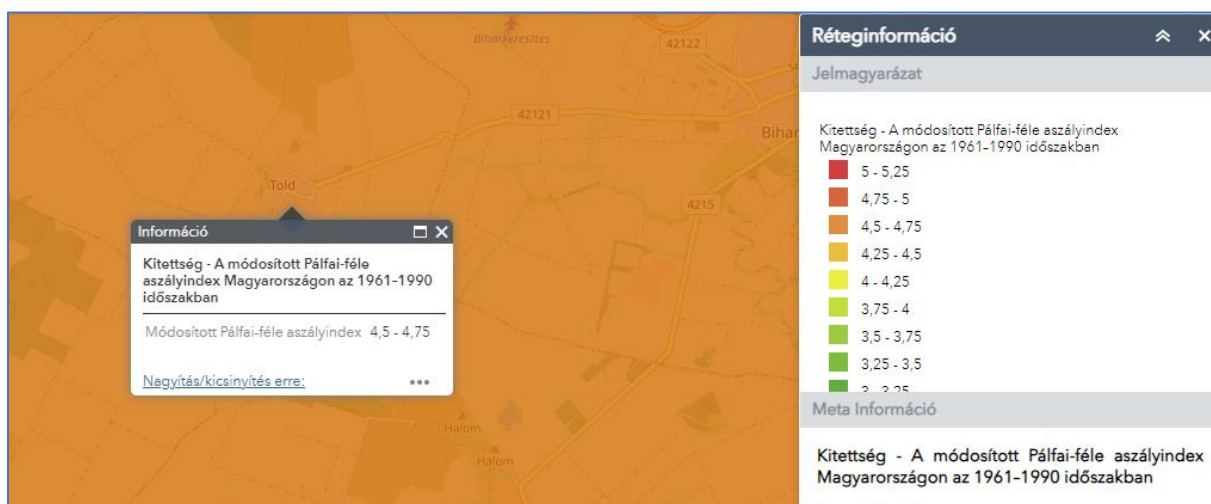 Biharkeresztes
42122
42121
Bihar
Told
4215
Információ
Kitettség - A módosított Pálfai-féle
aszályindex Magyarországon az 1961-1990
időszakban
Módosított Pálfai-féle aszályindex 4,5 - 4,75
Nagyítás/kicsinyítés erre:
Halom
Halom
Réteginformáció
Jelmagyarázat
Kitettség - A módosított Pálfai-féle aszályindex
Magyarországon az 1961-1990 időszakban
5 - 5,25
4,75 - 5
4,5 - 4,75
4,25 - 4,5
4 - 4,25
3,75 - 4
3,5 - 3,75
3,25 - 3,5
3 - 3,25
Meta Információ
Kitettség - A módosított Pálfai-féle aszályindex
Magyarországon az 1961-1990 időszakban